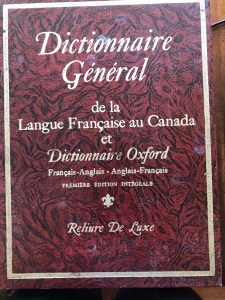 Dictionnaire
Général
de la
Langue Française au Canada
et
Dictionnaire Oxford
Français-Anglais • Anglais-Français
PREMIÈRE ÉDITION INTÉGRALE
Reliure De Luxe